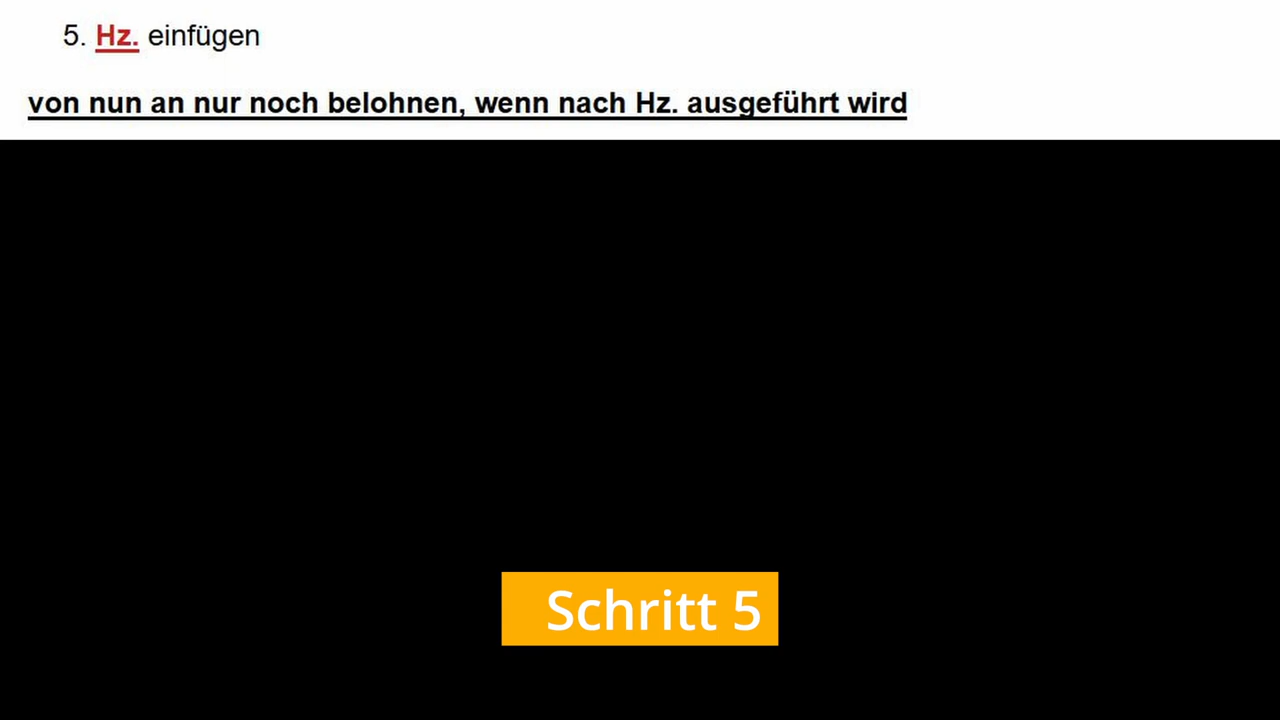 5. Hz. einfügen
von nun an nur noch belohnen, wenn nach Hz. ausgeführt wird
Schritt 5